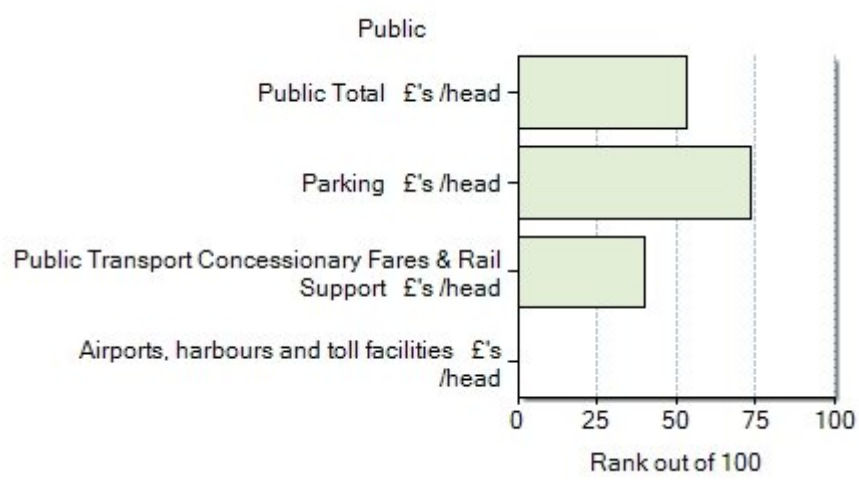 Public
Public Total £'s /head
Parking £'s /head
Public Transport Concessionary Fares & Rail
Support £'s /head
Airports, harbours and toll facilities £'s
/head
0 25 50 75 100
Rank out of 100